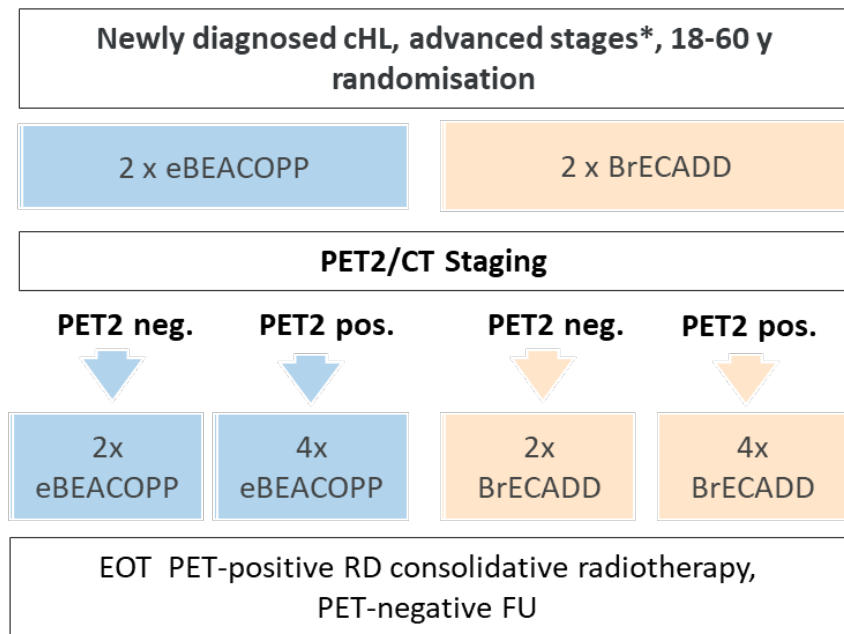 Newly diagnosed cHL, advanced stages*, 18-60 y
randomisation
2 x eBEACOPP
2 x BrECADD
PET2/CT Staging
PET2 neg.
PET2 pos.
PET2 neg.
PET2 pos.
2x
eBEACOPP
4x
eBEACOPP
2x
BrECADD
4x
BrECADD
EOT PET-positive RD consolidative radiotherapy,
PET-negative FU